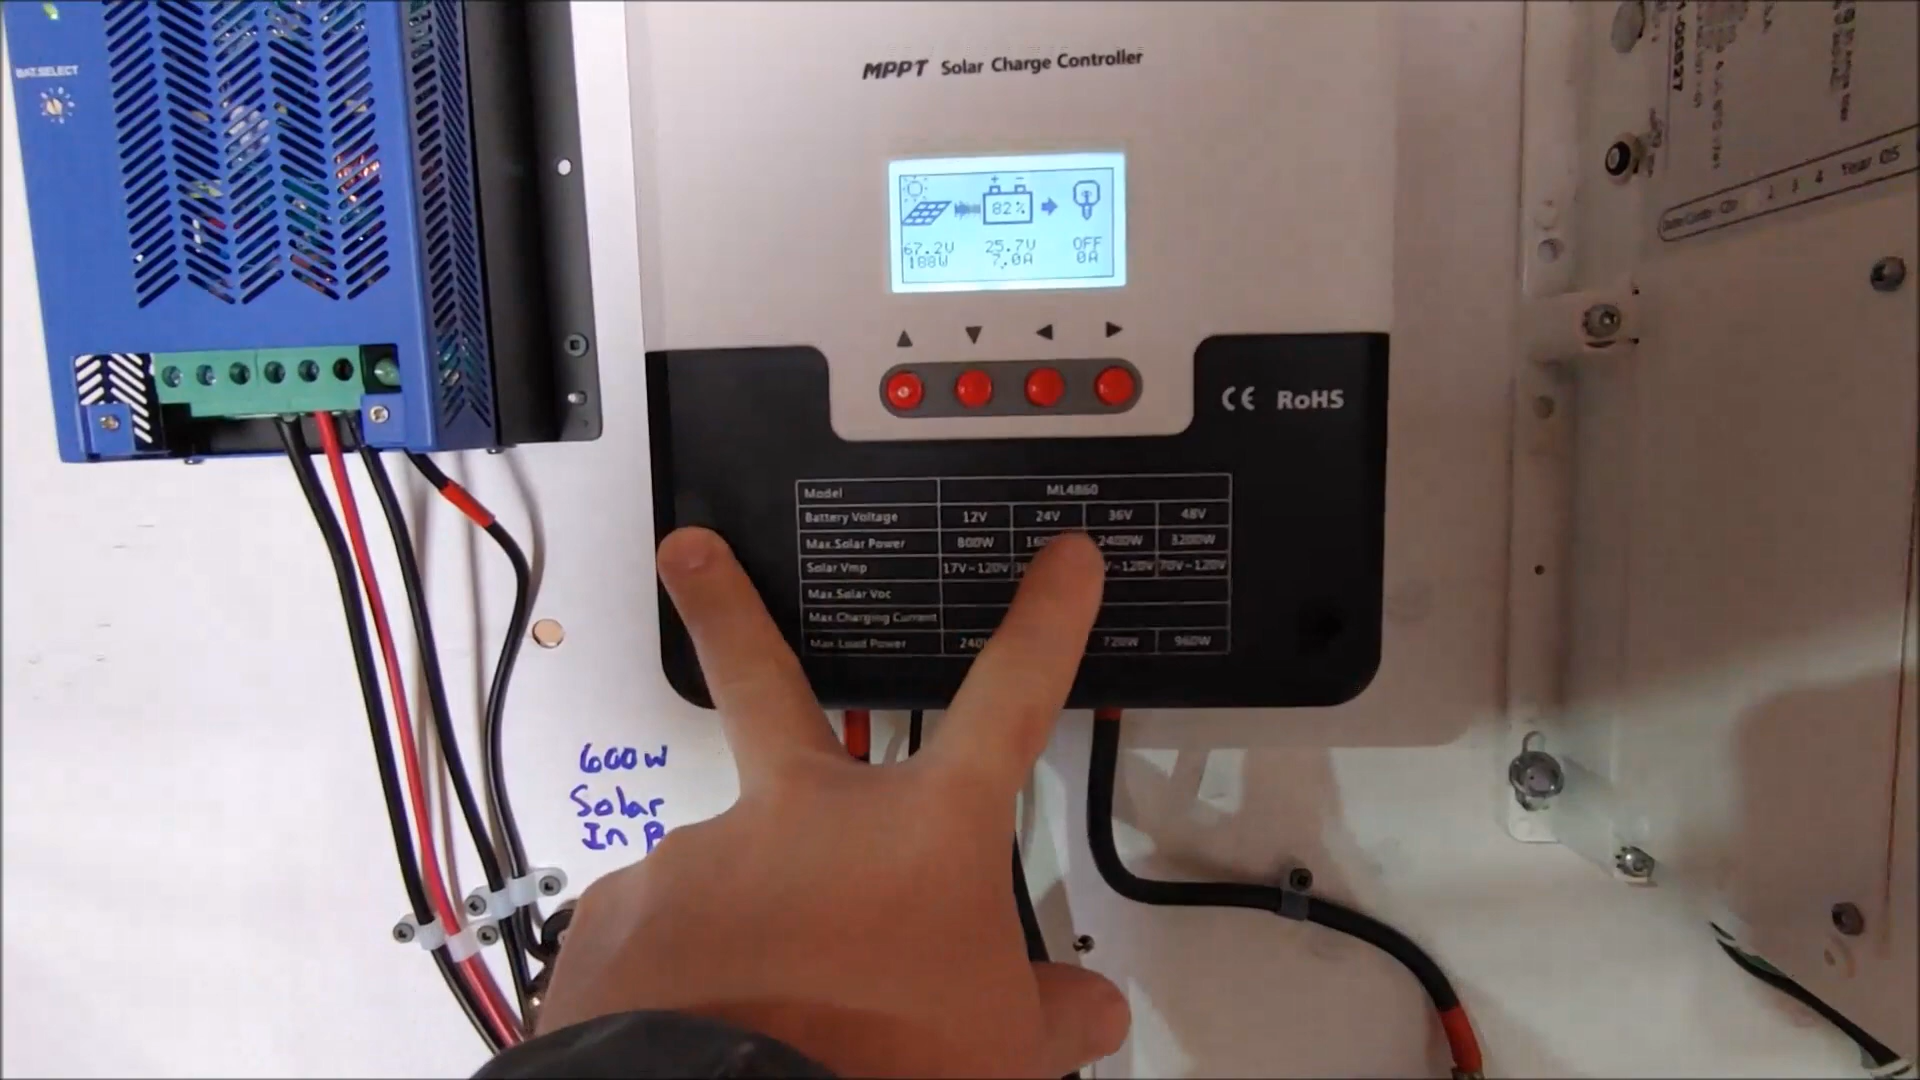 BAT.SELECT
MPPT Solar Charge Controller
82%
67.2V 25.7V OFF
188W 7.0A 0A
CE RoHS
Model ML4860
Battery Voltage 12V 24V 36V 48V
Max.Solar Power 800W 2400W 3200W
Solar Vmp 17V~120V 70V~120V
Max.Solar Voc
Max.Charging Current
Max.Load Power 720W 960W
600W
Solar
In
Year 05